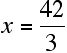 x = 42/3